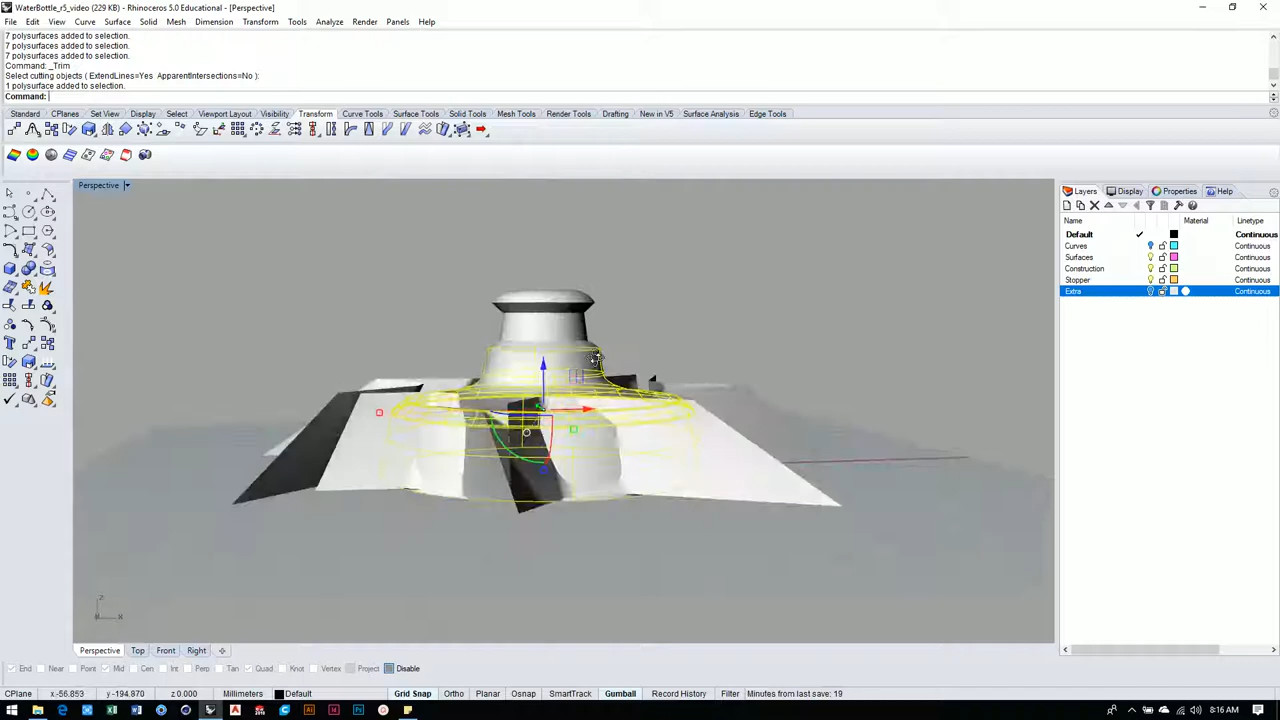 WaterBottle_r5_video (229 KB) - Rhinoceros 5.0 Educational - [Perspective]
File Edit View Curve Surface Solid Mesh Dimension Transform Tools Analyze Render Panels Help
7 polysurfaces added to selection.
7 polysurfaces added to selection.
7 polysurfaces added to selection.
Command: _Trim
Select cutting objects ( ExtendLines=Yes ApparentIntersections=No ):
1 polysurface added to selection.
Command:
Standard CPlanes Set View Display Select Viewport Layout Visibility Transform Curve Tools Surface Tools Solid Tools Mesh Tools Render Tools Drafting New in V5 Surface Analysis Edge Tools
Perspective
Layers Display Properties Help
Name Material Linetype
Default Continuous
Curves Continuous
Surfaces Continuous
Construction Continuous
Stopper Continuous
Extra Continuous
z
x
Perspective Top Front Right
End Near Point Mid Cen Int Perp Tan Quad Knot Vertex Project Disable
CPlane x -56.853 y -194.870 z 0.000 Millimeters Default Grid Snap Ortho Planar Osnap SmartTrack Gumball Record History Filter Minutes from last save: 19
8:16 AM